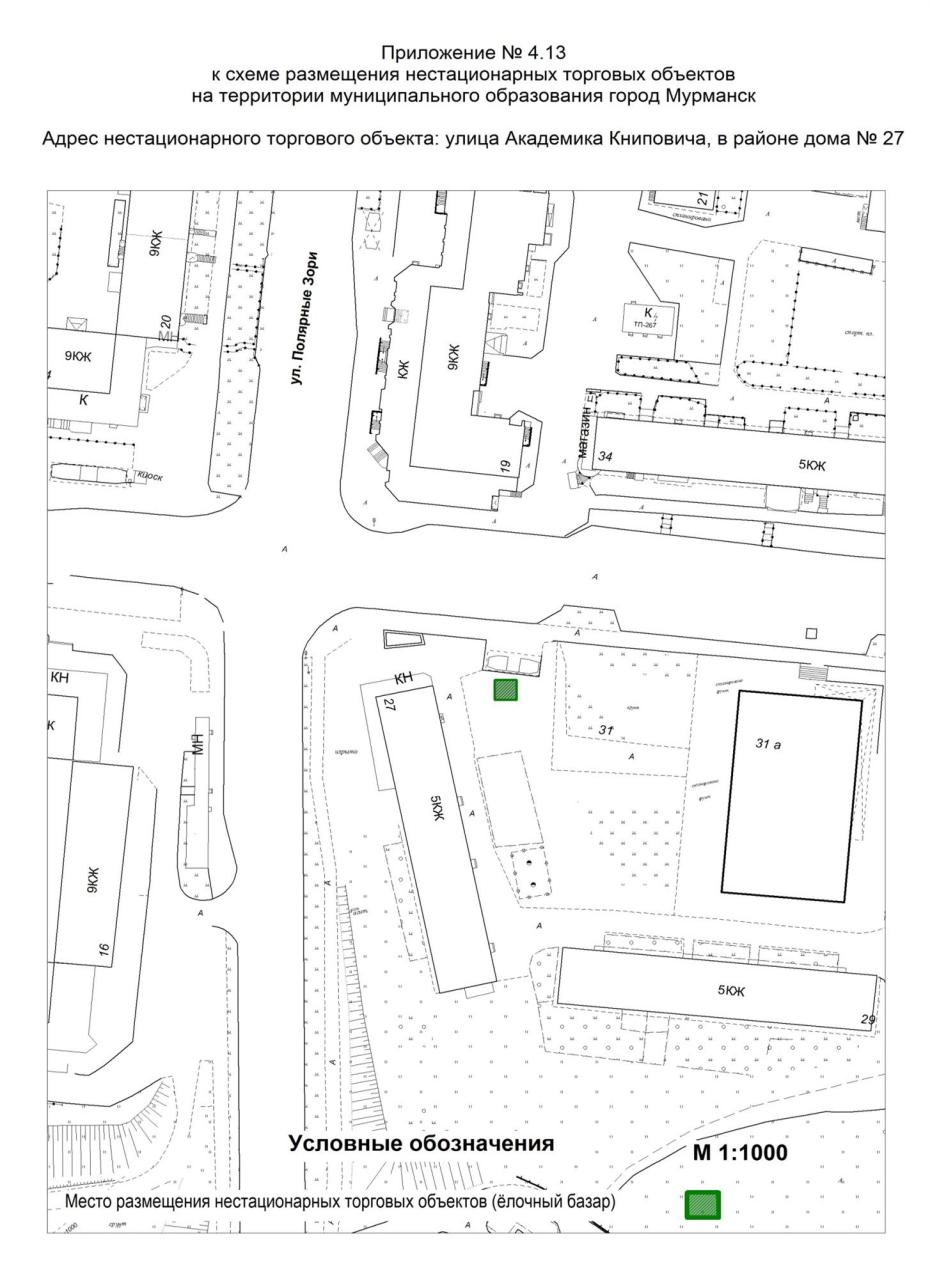 Приложение № 4.13
к схеме размещения нестационарных торговых объектов
на территории муниципального образования город Мурманск
Адрес нестационарного торгового объекта: улица Академика Книповича, в районе дома № 27
21
9КЖ
ул. Полярные Зори
20
МН
К
ТП-267
спорт. пл.
9КЖ
КЖ
9КЖ
К
магазин
34
5КЖ
19
киоск
А
А
А
А
КН
КН
27
А
К
31
31 а
МН
А
5КЖ
А
9КЖ
16
А
А
А
5КЖ
29
А
Условные обозначения
М 1:1000
Место размещения нестационарных торговых объектов (ёлочный базар)
А